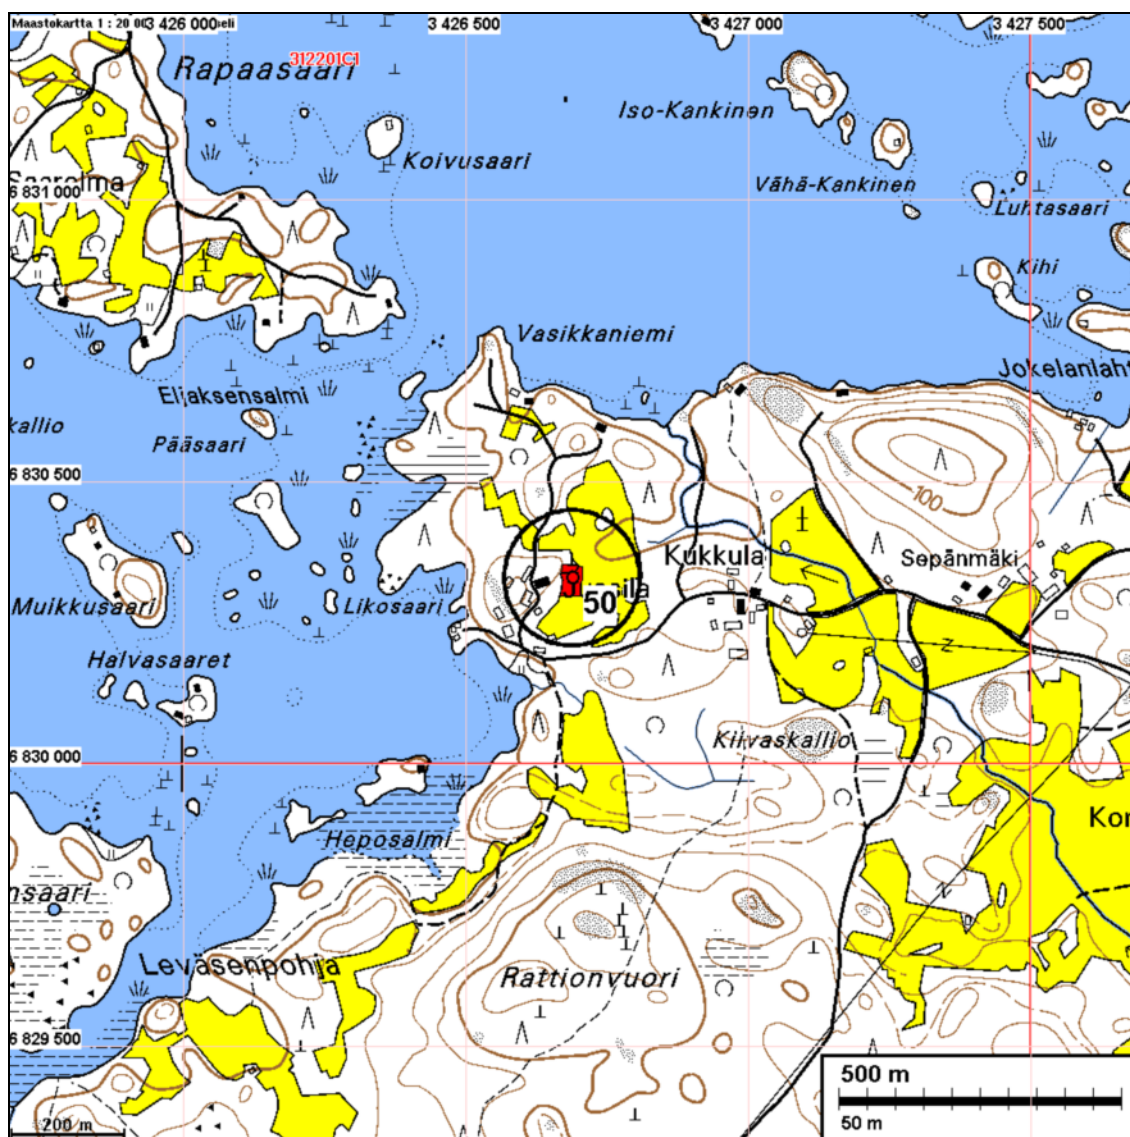 Maastokartta 1 : 20 00
3 426 000
3 426 500
3 427 000
3 427 500
Rapaasaari
312201C1
Iso-Kankinen
Koivusaari
6 831 000
Vähä-Kankinen
Luhtasaari
Kihi
Vasikkaniemi
Jokelanlaht
Eljaksensalmi
kallio
Pääsaari
6 830 500
100
Kukkula
Sepänmäki
50
Muikkusaari
Likosaari
Halvasaaret
Kiivaskallio
6 830 000
Kor
Heposalmi
nsaari
Leväsenpohja
Rattionvuori
6 829 500
500 m
50 m
200 m